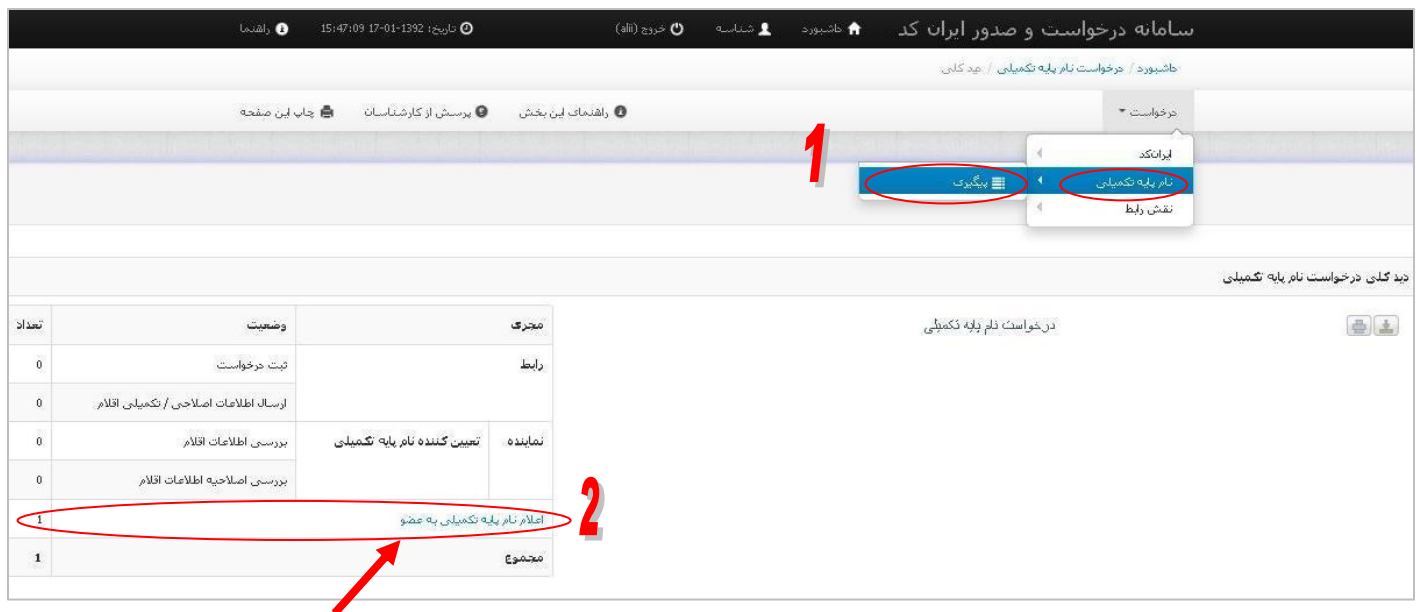 سامانه درخواست و صدور ایران کد داشبورد شناسه خروج (alii) تاریخ: 1392-01-17 15:47:09 راهنما
داشبورد / درخواست نام پایه تکمیلی / دید کلی
درخواست راهنمای این بخش پرسش از کارشناسان چاپ این صفحه
1
ایران‌کد
نام پایه تکمیلی پیگیری
نقش رابط
دید کلی درخواست نام پایه تکمیلی
درخواست نام پایه تکمیلی
مجری وضعیت تعداد
رابط ثبت درخواست 0
ارسال اطلاعات اصلاحی / تکمیلی اقلام 0
نماینده تعیین کننده نام پایه تکمیلی بررسی اطلاعات اقلام 0
بررسی اصلاحیه اطلاعات اقلام 0
2
اعلام نام پایه تکمیلی به عضو 1
مجموع 1